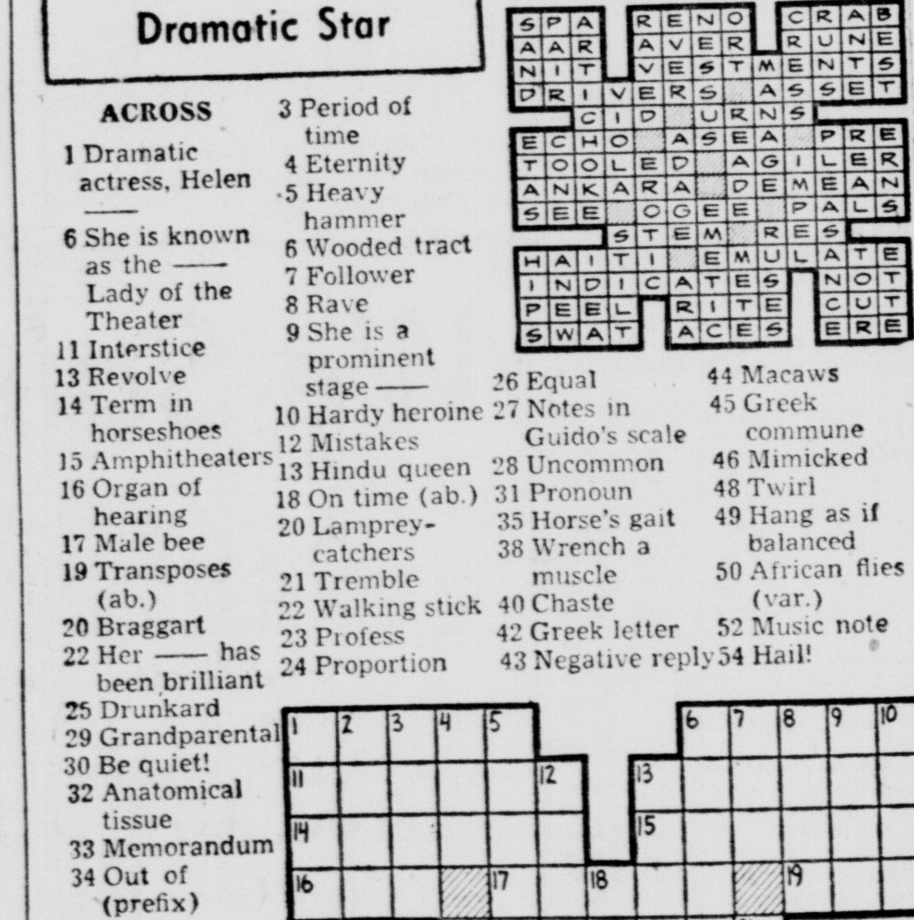 Dramatic Star
SPA RENO CRAB
AAR AVER RUNE
NIT VESTMENTS
DRIVERS ASSET
CID URNS
ECHO ASEA PRE
TOOLED AGILER
ANKARA DEMEAN
SEE OGEE PALS
STEM RES
HAITI EMULATE
INDICATES NOT
PEEL RITE CUT
SWAT ACES ERE
ACROSS
1 Dramatic
actress, Helen
——
6 She is known
as the ——
Lady of the
Theater
11 Interstice
13 Revolve
14 Term in
horseshoes
15 Amphitheaters
16 Organ of
hearing
17 Male bee
19 Transposes
(ab.)
20 Braggart
22 Her —— has
been brilliant
25 Drunkard
29 Grandparental
30 Be quiet!
32 Anatomical
tissue
33 Memorandum
34 Out of
(prefix)
3 Period of
time
4 Eternity
5 Heavy
hammer
6 Wooded tract
7 Follower
8 Rave
9 She is a
prominent
stage ——
10 Hardy heroine
12 Mistakes
13 Hindu queen
18 On time (ab.)
20 Lamprey-
catchers
21 Tremble
22 Walking stick
23 Profess
24 Proportion
26 Equal
27 Notes in
Guido's scale
28 Uncommon
31 Pronoun
35 Horse's gait
38 Wrench a
muscle
40 Chaste
42 Greek letter
43 Negative reply
44 Macaws
45 Greek
commune
46 Mimicked
48 Twirl
49 Hang as if
balanced
50 African flies
(var.)
52 Music note
54 Hail!
1 2 3 4 5 6 7 8 9 10
11 12 13
14 15
16 17 18 19